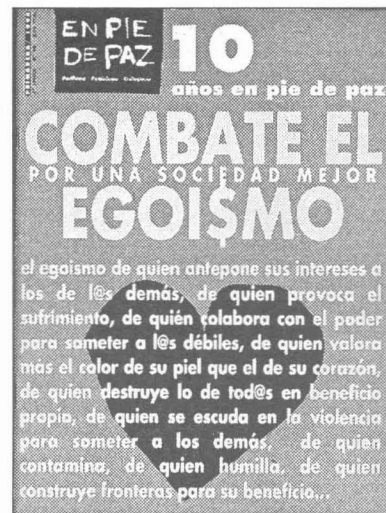 EN PIE
DE PAZ
10
años en pie de paz
COMBATE EL
POR UNA SOCIEDAD MEJOR
EGOI$MO
el egoismo de quien antepone sus intereses a
los de l@s demás, de quien provoca el
sufrimiento, de quién colabora con el poder
para someter a l@s débiles, de quien valora
más el color de su piel que el de su corazón,
de quien destruye lo de tod@s en beneficio
propio, de quien se escuda en la violencia
para someter a los demás, de quien
contamina, de quien humilla, de quien
construye fronteras para su beneficio...